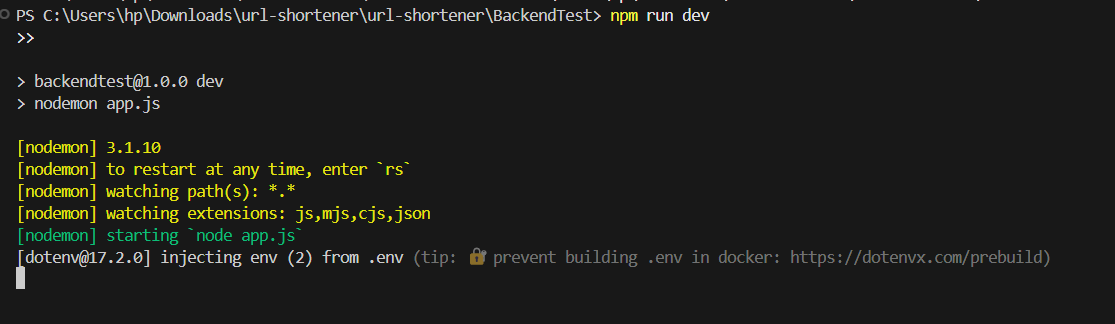 PS C:\Users\hp\Downloads\url-shortener\url-shortener\BackendTest> npm run dev
>>
> backendtest@1.0.0 dev
> nodemon app.js
[nodemon] 3.1.10
[nodemon] to restart at any time, enter `rs`
[nodemon] watching path(s): *.*
[nodemon] watching extensions: js,mjs,cjs,json
[nodemon] starting `node app.js`
[dotenv@17.2.0] injecting env (2) from .env (tip: 🔐 prevent building .env in docker: https://dotenvx.com/prebuild)